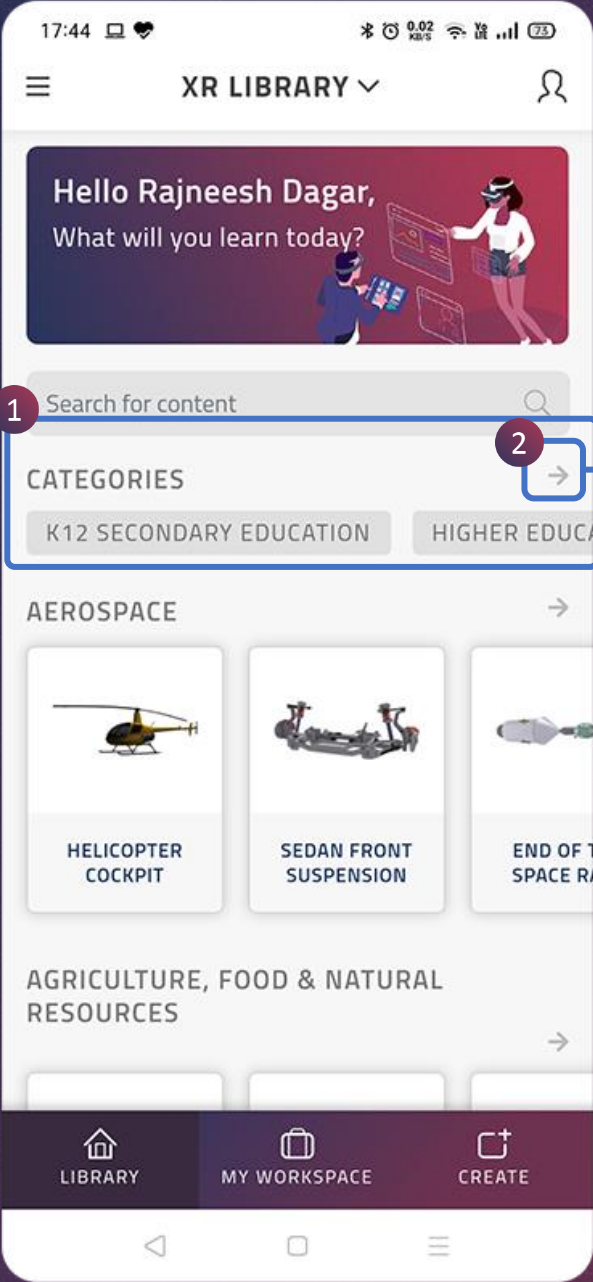 17:44
0.02
KB/S
Vo
LTE
73
XR LIBRARY
Hello Rajneesh Dagar,
What will you learn today?
1
Search for content
2
CATEGORIES
K12 SECONDARY EDUCATION
HIGHER EDUCA
AEROSPACE
HELICOPTER
COCKPIT
SEDAN FRONT
SUSPENSION
END OF T
SPACE RA
AGRICULTURE, FOOD & NATURAL
RESOURCES
LIBRARY
MY WORKSPACE
CREATE